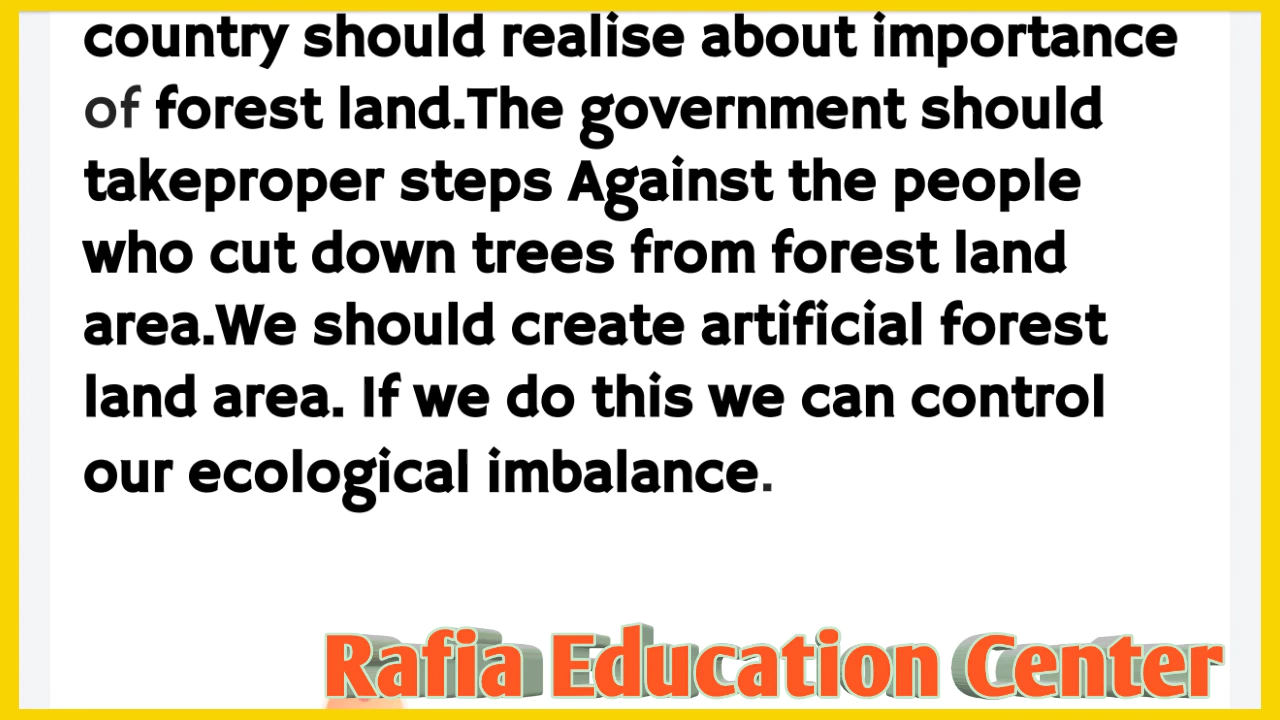 country should realise about importance
of forest land.The government should
takeproper steps Against the people
who cut down trees from forest land
area.We should create artificial forest
land area. If we do this we can control
our ecological imbalance.
Rafia Education Center